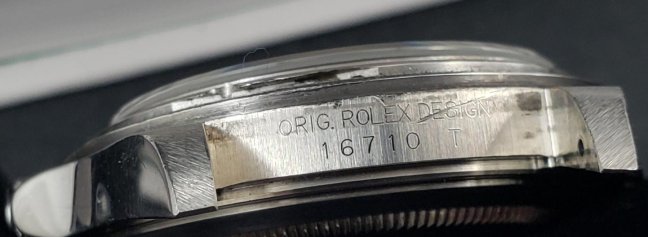 ORIG. ROLEX DESIGN
16710 T